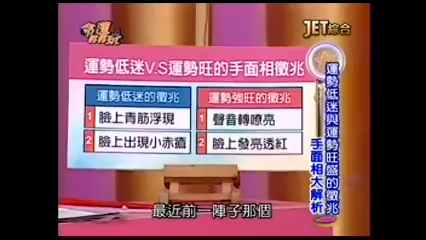 命運好好玩
JET綜合
運勢低迷V.S運勢旺的手面相徵兆
運勢低迷的徵兆
運勢強旺的徵兆
1 臉上青筋浮現
1 聲音轉嘹亮
2 臉上出現小赤瘡
2 臉上發亮透紅
運勢低迷與運勢旺盛的徵兆
手面相大解析
最近前一陣子那個